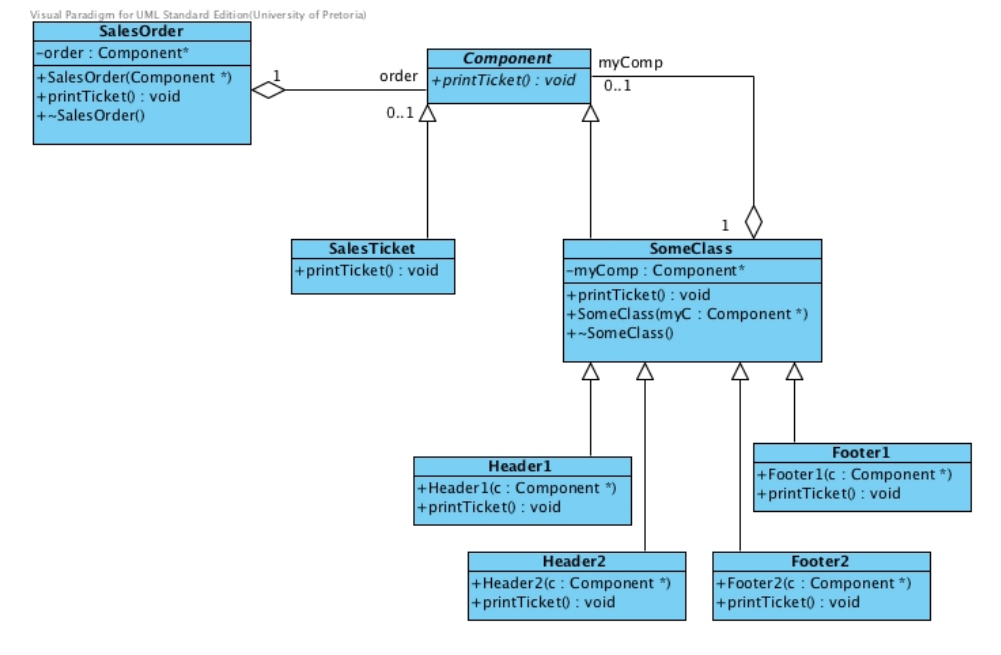 Visual Paradigm for UML Standard Edition(University of Pretoria)
SalesOrder
-order : Component*
+SalesOrder(Component *)
+printTicket() : void
+~SalesOrder()
1
order
0..1
Component
+printTicket() : void
myComp
0..1
1
SalesTicket
+printTicket() : void
SomeClass
-myComp : Component*
+printTicket() : void
+SomeClass(myC : Component *)
+~SomeClass()
Header1
+Header1(c : Component *)
+printTicket() : void
Footer1
+Footer1(c : Component *)
+printTicket() : void
Header2
+Header2(c : Component *)
+printTicket() : void
Footer2
+Footer2(c : Component *)
+printTicket() : void